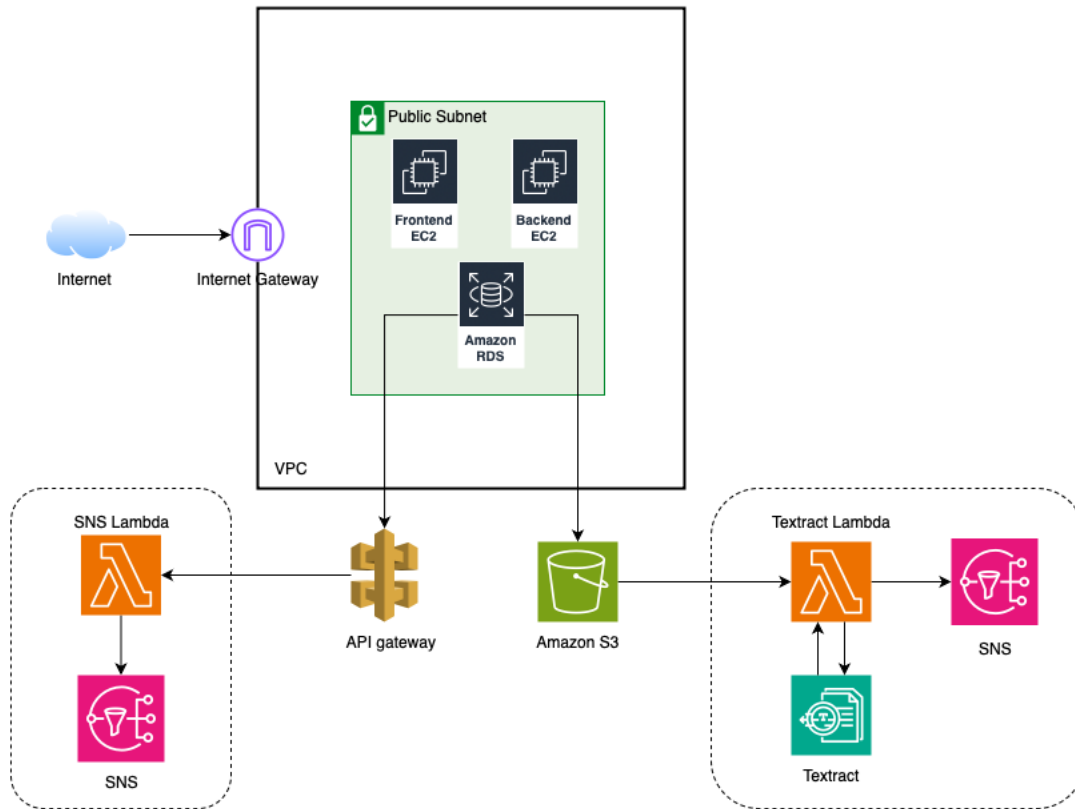 Public Subnet
Frontend
EC2
Backend
EC2
Internet
Internet Gateway
Amazon
RDS
VPC
SNS Lambda
Textract Lambda
API gateway
Amazon S3
SNS
SNS
Textract